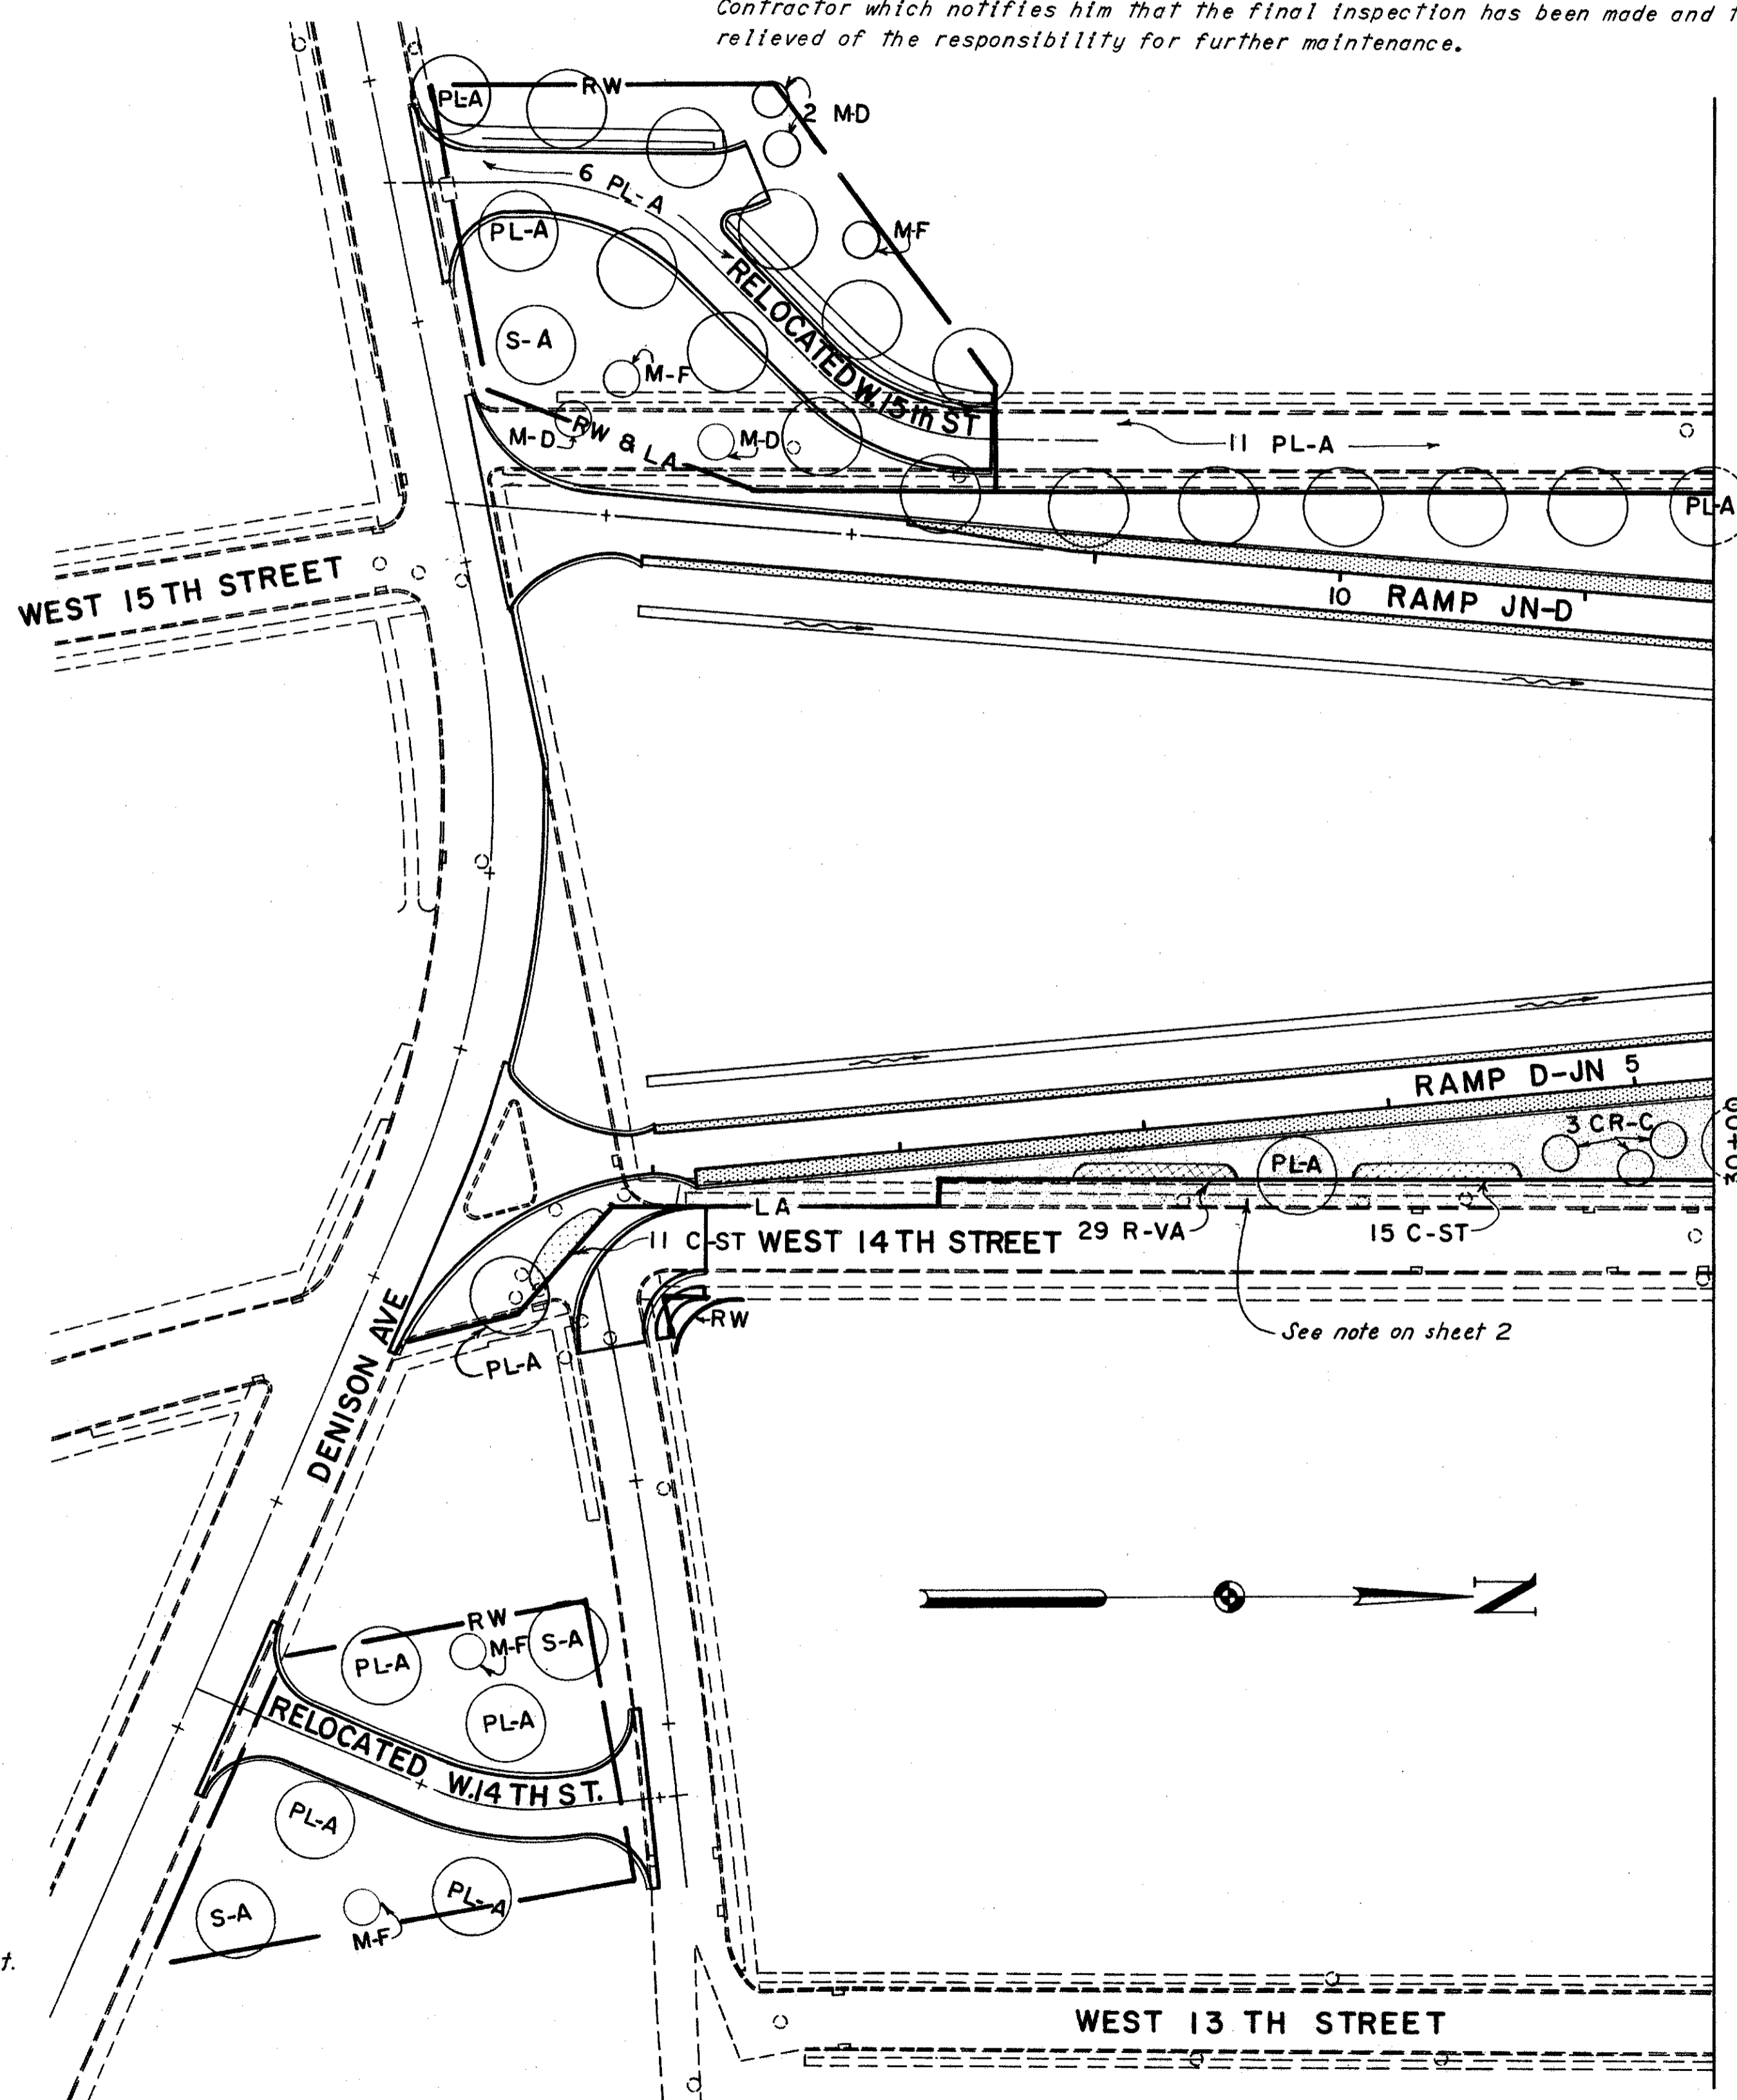 Contractor which notifies him that the final inspection has been made and
relieved of the responsibility for further maintenance.
PL-A
RW
2 M-D
6 PL-A
M-F
PL-A
RELOCATED W. 15th ST
S-A
M-F
M-D
RW & LA
M-D
11 PL-A
PL-A
WEST 15TH STREET
10 RAMP JN-D
RAMP D-JN 5
3 CR-C
30+00
PL-A
LA
11 C-ST
WEST 14TH STREET
29 R-VA
15 C-ST
RW
See note on sheet 2
PL-A
DENISON AVE
N
RW
PL-A
M-F
S-A
PL-A
RELOCATED W. 14TH ST.
PL-A
S-A
M-F
PL-A
t.
WEST 13TH STREET